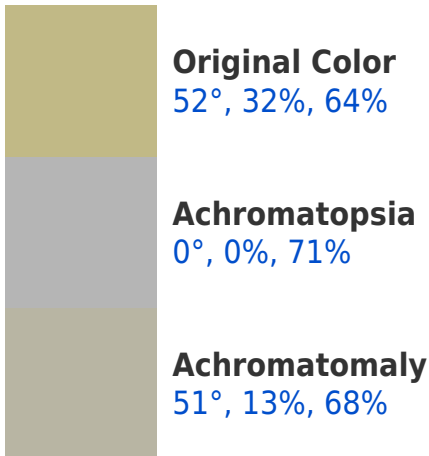 Original Color
52°, 32%, 64%
Achromatopsia
0°, 0%, 71%
Achromatomaly
51°, 13%, 68%